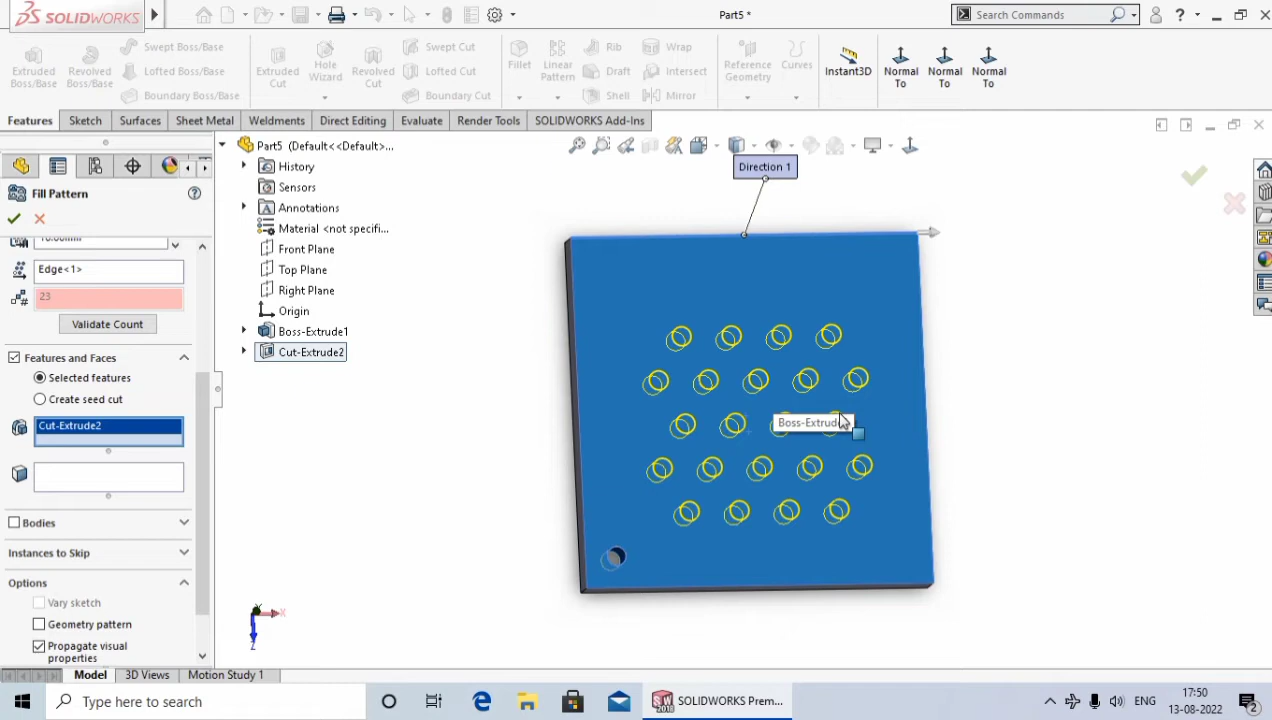 SOLIDWORKS
Part5 *
Search Commands
Extruded Boss/Base
Revolved Boss/Base
Swept Boss/Base
Lofted Boss/Base
Boundary Boss/Base
Extruded Cut
Hole Wizard
Revolved Cut
Swept Cut
Lofted Cut
Boundary Cut
Fillet
Linear Pattern
Rib
Draft
Shell
Wrap
Intersect
Mirror
Reference Geometry
Curves
Instant3D
Normal To
Normal To
Normal To
Features
Sketch
Surfaces
Sheet Metal
Weldments
Direct Editing
Evaluate
Render Tools
SOLIDWORKS Add-Ins
Fill Pattern
Edge<1>
23
Validate Count
Features and Faces
Selected features
Create seed cut
Cut-Extrude2
Bodies
Instances to Skip
Options
Vary sketch
Geometry pattern
Propagate visual
properties
Part5 (Default<<Default>...
History
Sensors
Annotations
Material <not specifi...
Front Plane
Top Plane
Right Plane
Origin
Boss-Extrude1
Cut-Extrude2
Direction 1
Y
X
Z
Model
3D Views
Motion Study 1
Type here to search
SW
2018
SOLIDWORKS Prem...
ENG
17:50
13-08-2022
2